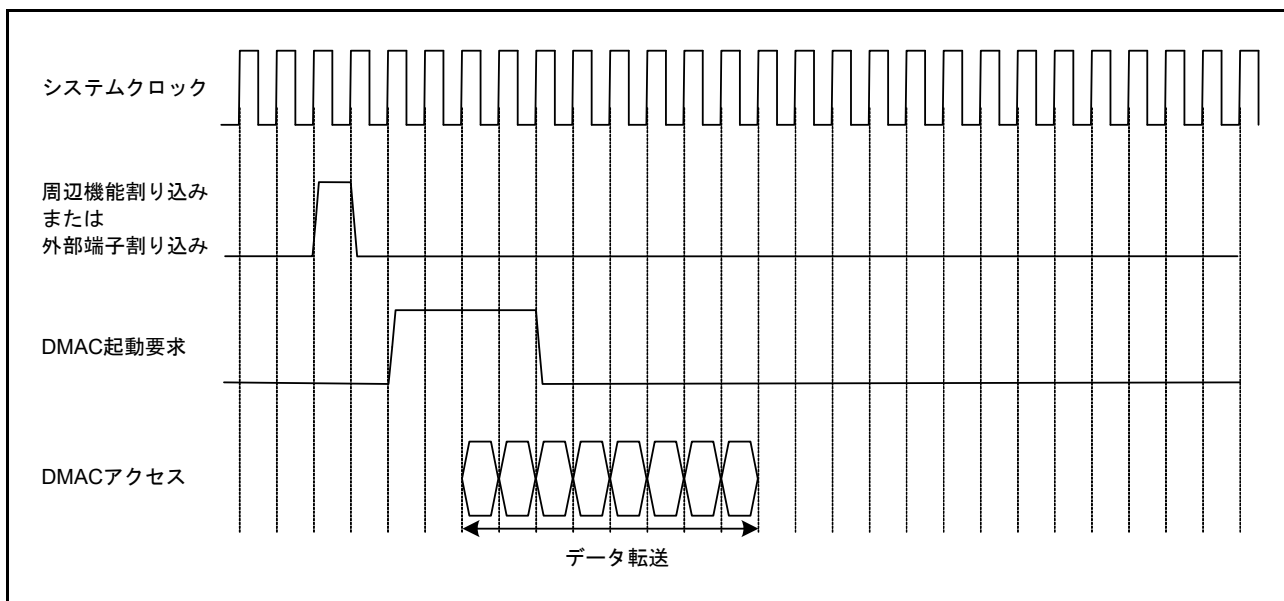 システムクロック
周辺機能割り込み
または
外部端子割り込み
DMAC起動要求
DMACアクセス
データ転送